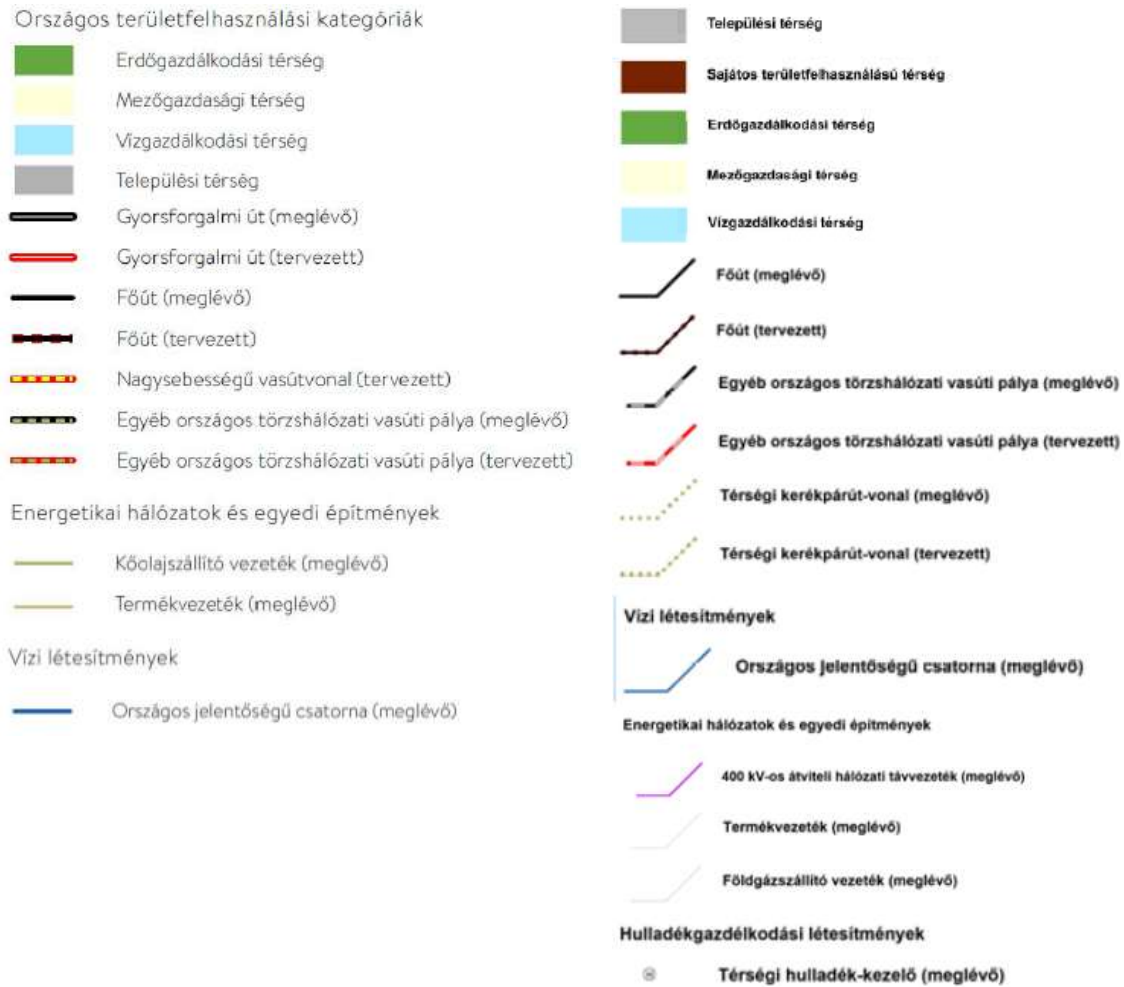 Országos területfelhasználási kategóriák
Erdőgazdálkodási térség
Mezőgazdasági térség
Vízgazdálkodási térség
Települési térség
Gyorsforgalmi út (meglévő)
Gyorsforgalmi út (tervezett)
Főút (meglévő)
Főút (tervezett)
Nagysebességű vasútvonal (tervezett)
Egyéb országos törzshálózati vasúti pálya (meglévő)
Egyéb országos törzshálózati vasúti pálya (tervezett)
Energetikai hálózatok és egyedi építmények
Kőolajszállító vezeték (meglévő)
Termékvezeték (meglévő)
Vízi létesítmények
Országos jelentőségű csatorna (meglévő)
Települési térség
Sajátos területfelhasználású térség
Erdőgazdálkodási térség
Mezőgazdasági térség
Vízgazdálkodási térség
Főút (meglévő)
Főút (tervezett)
Egyéb országos törzshálózati vasúti pálya (meglévő)
Egyéb országos törzshálózati vasúti pálya (tervezett)
Térségi kerékpárút-vonal (meglévő)
Térségi kerékpárút-vonal (tervezett)
Vízi létesítmények
Országos jelentőségű csatorna (meglévő)
Energetikai hálózatok és egyedi építmények
400 kV-os átviteli hálózati távvezeték (meglévő)
Termékvezeték (meglévő)
Földgázszállító vezeték (meglévő)
Hulladékgazdélkodási létesítmények
Térségi hulladék-kezelő (meglévő)